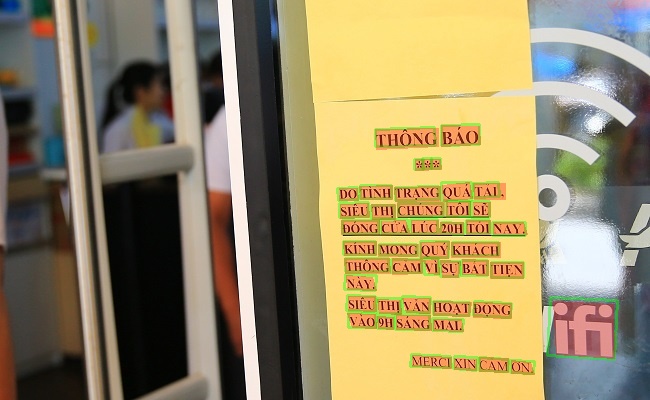 THÔNG BÁO
***
DO TÌNH TRẠNG QUÁ TẢI,
SIÊU THỊ CHÚNG TÔI SẼ
ĐÓNG CỬA LÚC 20H TỐI NAY.
KÍNH MONG QUÝ KHÁCH
THÔNG CẢM VÌ SỰ BẤT TIỆN
NÀY.
SIÊU THỊ VẪN HOẠT ĐỘNG
VÀO 9H SÁNG MAI.
MERCI XIN CẢM ƠN.
ifi